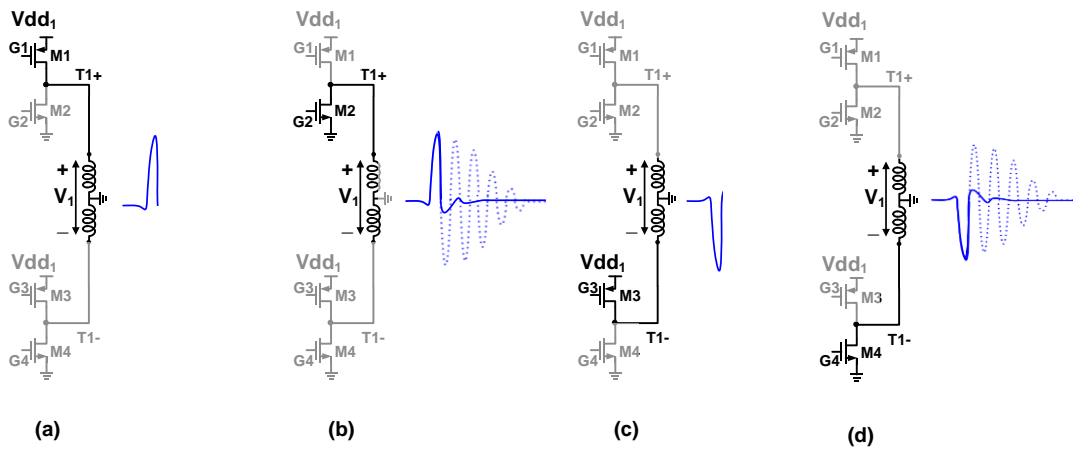 Vdd1
G1 M1
T1+
G2 M2
+
V1
–
Vdd1
G3 M3
T1-
G4 M4
(a)
Vdd1
G1 M1
T1+
G2 M2
+
V1
–
Vdd1
G3 M3
T1-
G4 M4
(b)
Vdd1
G1 M1
T1+
G2 M2
+
V1
–
Vdd1
G3 M3
T1-
G4 M4
(c)
Vdd1
G1 M1
T1+
G2 M2
+
V1
–
Vdd1
G3 M3
T1-
G4 M4
(d)